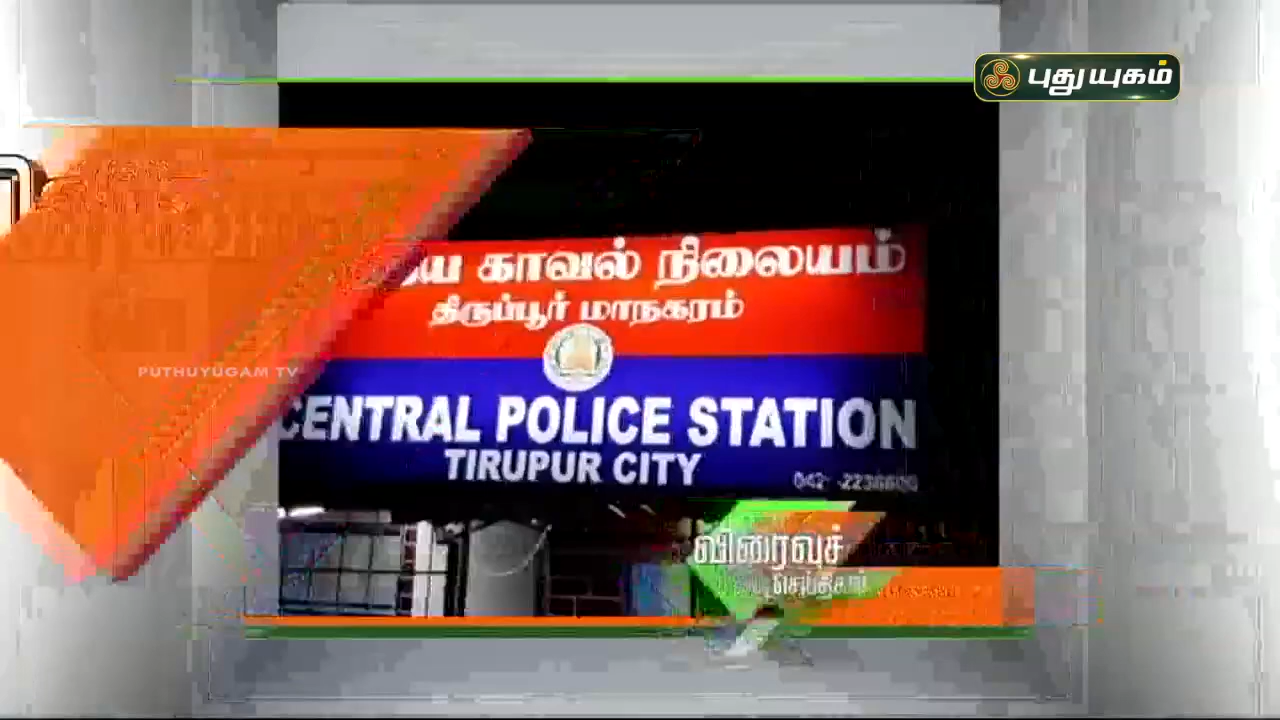 புதுயுகம்
காவல் நிலையம்
திருப்பூர் மாநகரம்
PUTHUYUGAM TV
CENTRAL POLICE STATION
TIRUPUR CITY
விரைவுச்
செய்திகள்